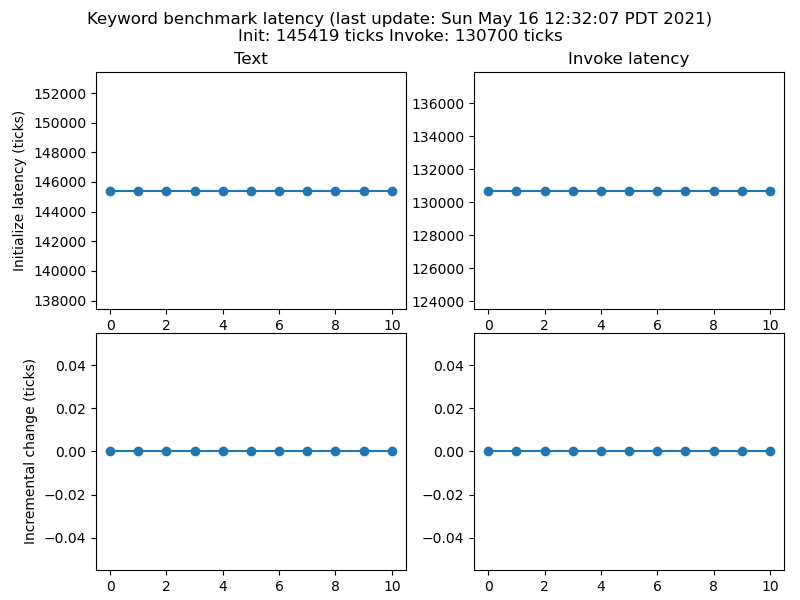 Keyword benchmark latency (last update: Sun May 16 12:32:07 PDT 2021)
Init: 145419 ticks Invoke: 130700 ticks
Text
Invoke latency
Initialize latency (ticks)
152000
150000
148000
146000
144000
142000
140000
138000
0 2 4 6 8 10
136000
134000
132000
130000
128000
126000
124000
0 2 4 6 8 10
Incremental change (ticks)
0.04
0.02
0.00
−0.02
−0.04
0 2 4 6 8 10
0.04
0.02
0.00
−0.02
−0.04
0 2 4 6 8 10